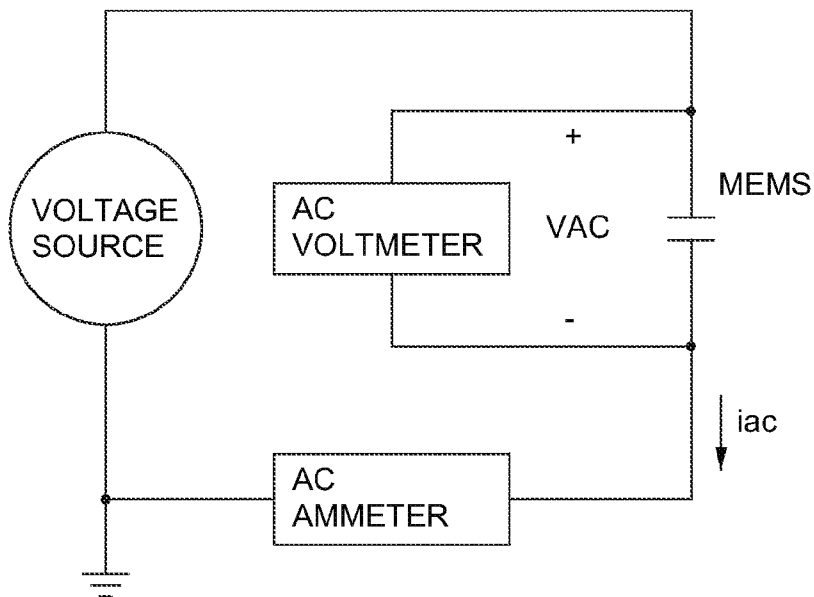 +
MEMS
VOLTAGE
SOURCE
AC
VOLTMETER
VAC
-
iac
AC
AMMETER